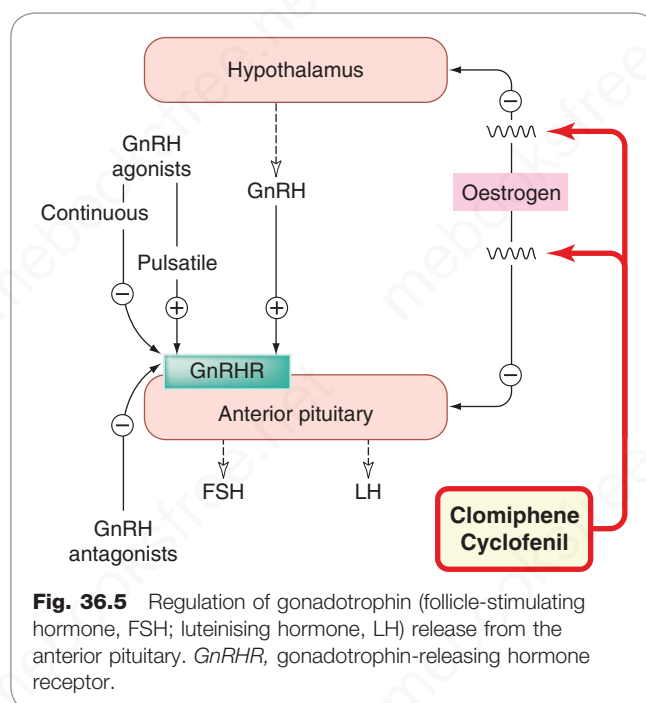 Hypothalamus
GnRH
agonists
Continuous
Pulsatile
GnRH
Oestrogen
−
−
+
+
−
−
GnRHR
Anterior pituitary
FSH
LH
GnRH
antagonists
Clomiphene
Cyclofenil
Fig. 36.5 Regulation of gonadotrophin (follicle-stimulating
hormone, FSH; luteinising hormone, LH) release from the
anterior pituitary. GnRHR, gonadotrophin-releasing hormone
receptor.
mebooksfree.net